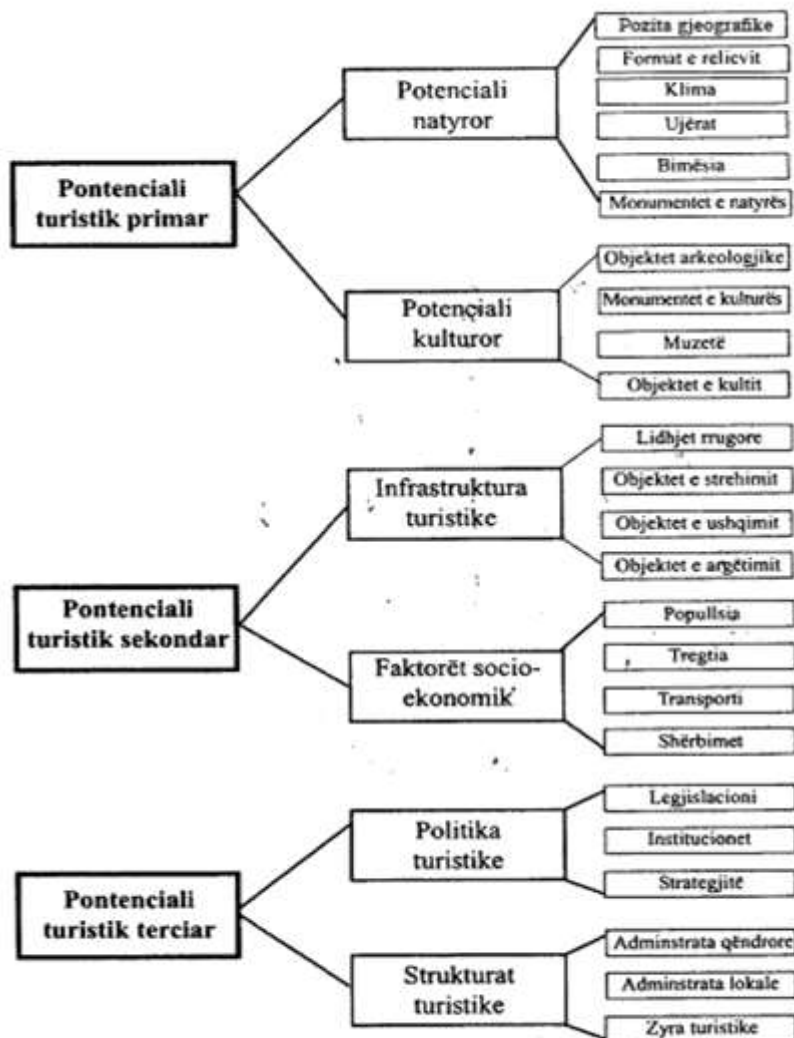 Pontenciali
turistik primar
Potenciali
natyror
Pozita gjeografike
Format e relievit
Klima
Ujërat
Bimësia
Monumentet e natyrës
Potenciali
kulturor
Objektet arkeologjike
Monumentet e kulturës
Muzetë
Objektet e kultit
Pontenciali
turistik sekondar
Infrastruktura
turistike
Lidhjet rrugore
Objektet e strehimit
Objektet e ushqimit
Objektet e argëtimit
Faktorët socio-
ekonomik
Popullsia
Tregtia
Transporti
Shërbimet
Pontenciali
turistik terciar
Politika
turistike
Legjislacioni
Institucionet
Strategjitë
Strukturat
turistike
Adminstrata qëndrore
Adminstrata lokale
Zyra turistike